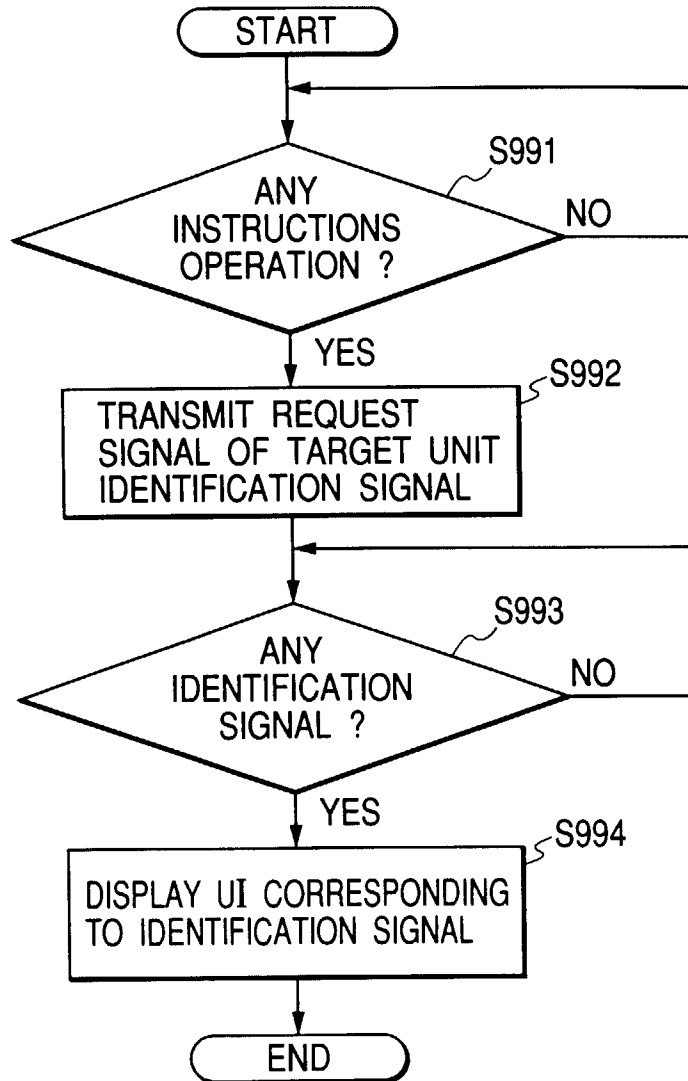 START
S991
ANY
INSTRUCTIONS
OPERATION ?
NO
YES
S992
TRANSMIT REQUEST
SIGNAL OF TARGET UNIT
IDENTIFICATION SIGNAL
S993
ANY
IDENTIFICATION
SIGNAL ?
NO
YES
S994
DISPLAY UI CORRESPONDING
TO IDENTIFICATION SIGNAL
END